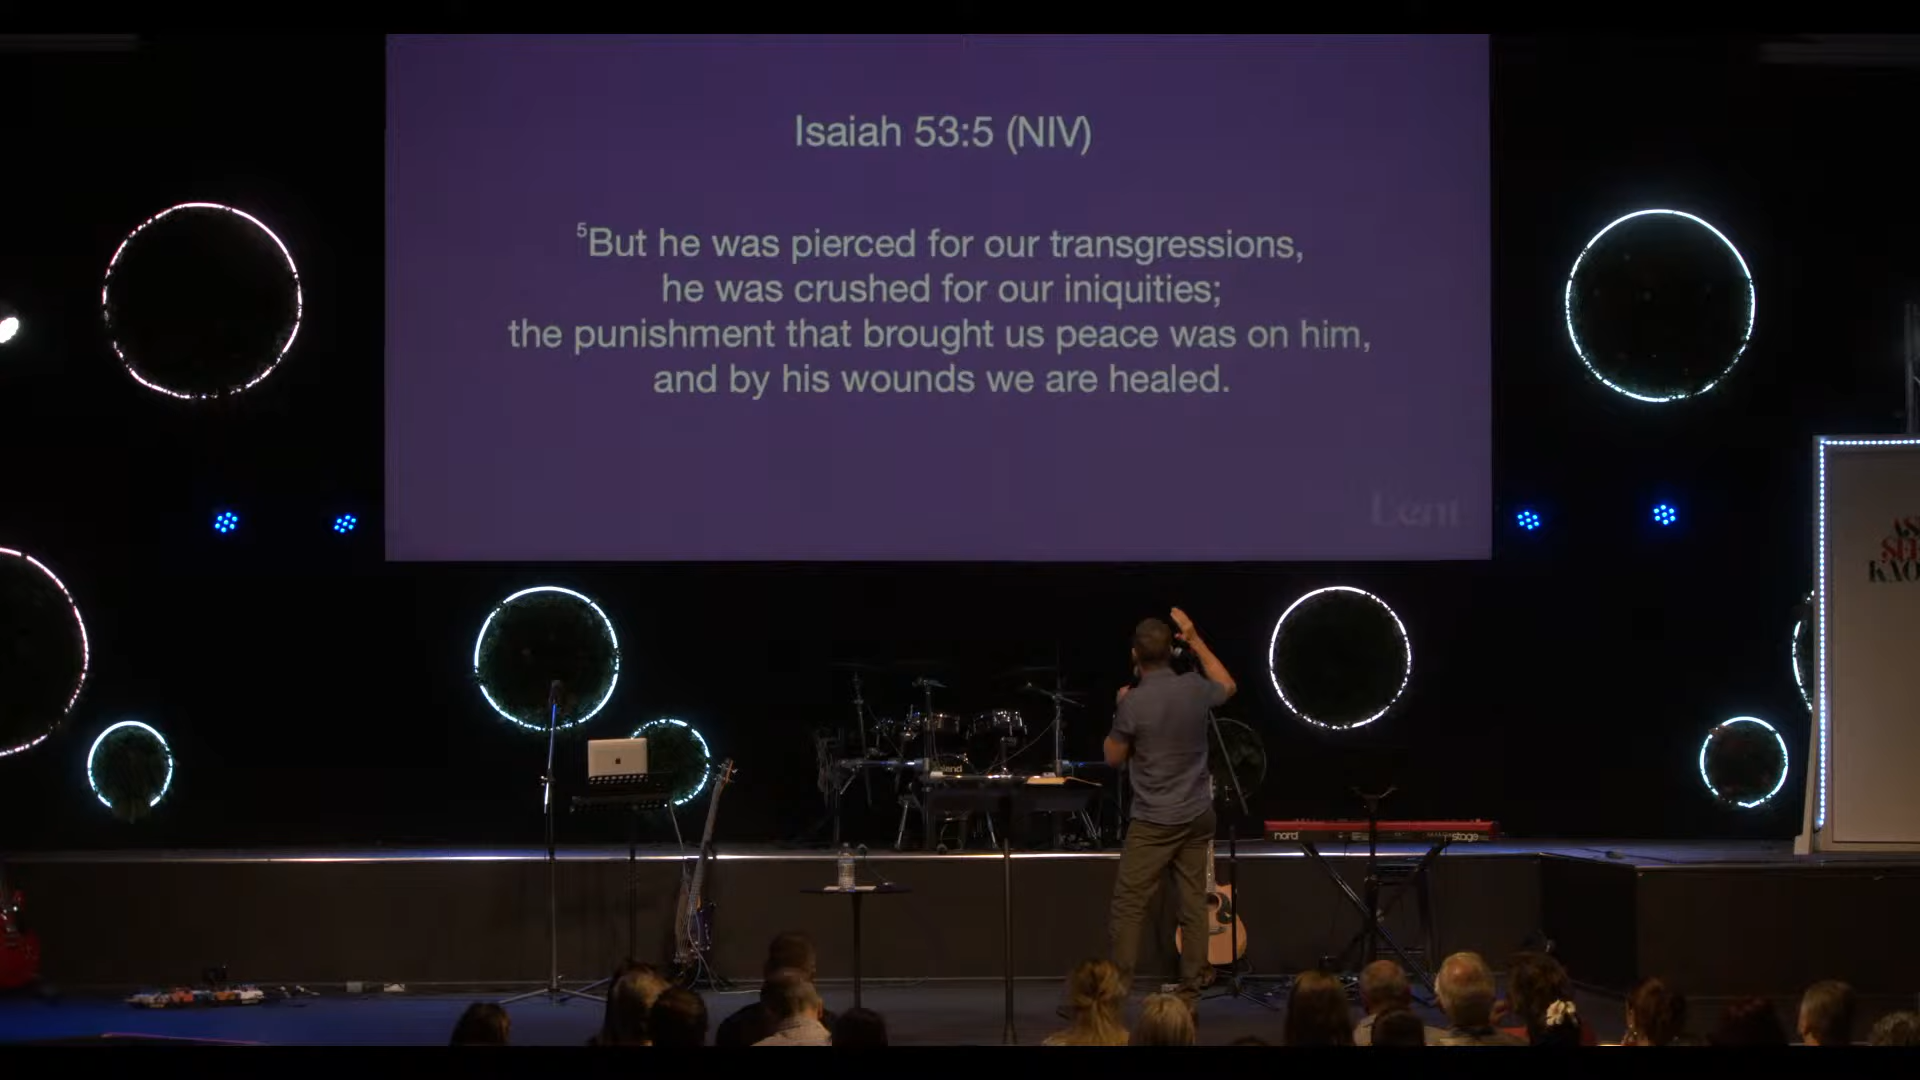 Isaiah 53:5 (NIV)
⁵But he was pierced for our transgressions,
he was crushed for our iniquities;
the punishment that brought us peace was on him,
and by his wounds we are healed.
nord
stage